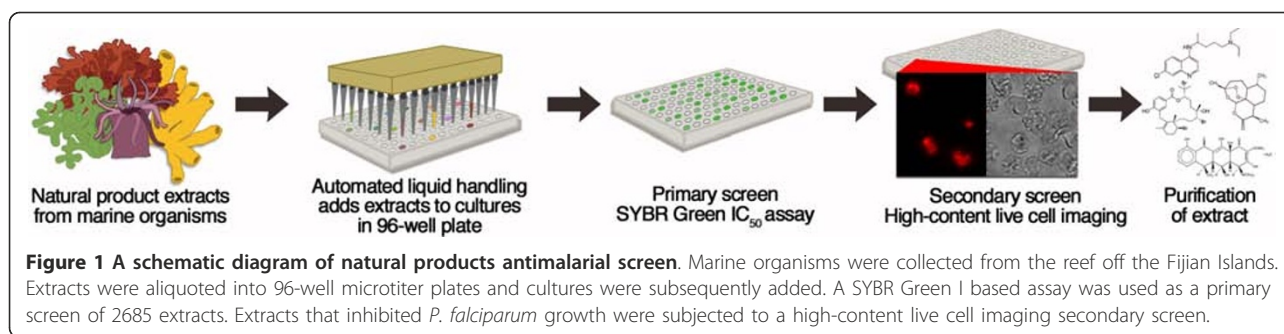 Natural product extracts
from marine organisms
Automated liquid handling
adds extracts to cultures
in 96-well plate
Primary screen
SYBR Green IC50 assay
Secondary screen
High-content live cell imaging
Purification
of extract
Figure 1 A schematic diagram of natural products antimalarial screen. Marine organisms were collected from the reef off the Fijian Islands.
Extracts were aliquoted into 96-well microtiter plates and cultures were subsequently added. A SYBR Green I based assay was used as a primary
screen of 2685 extracts. Extracts that inhibited P. falciparum growth were subjected to a high-content live cell imaging secondary screen.